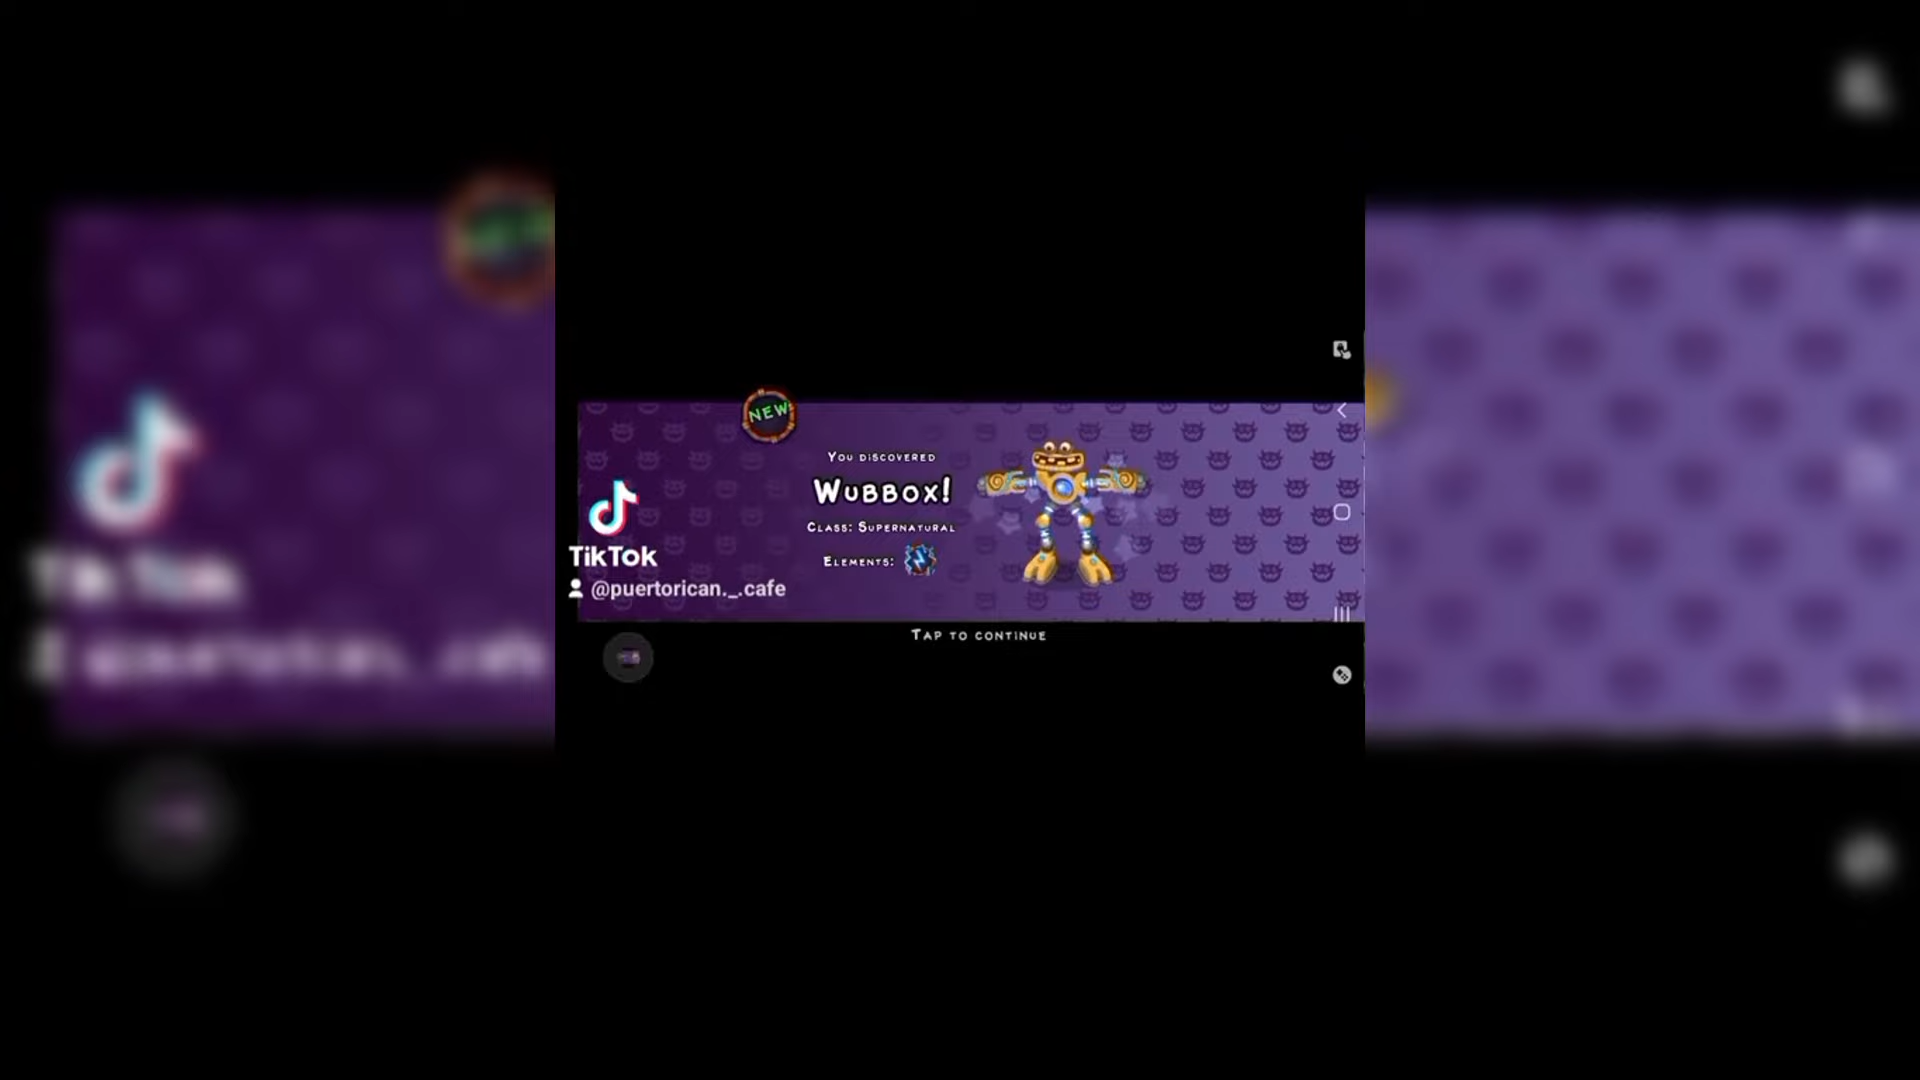 NEW
You discovered
Wubbox!
Class: Supernatural
Elements:
TikTok
@puertorican._.cafe
Tap to continue